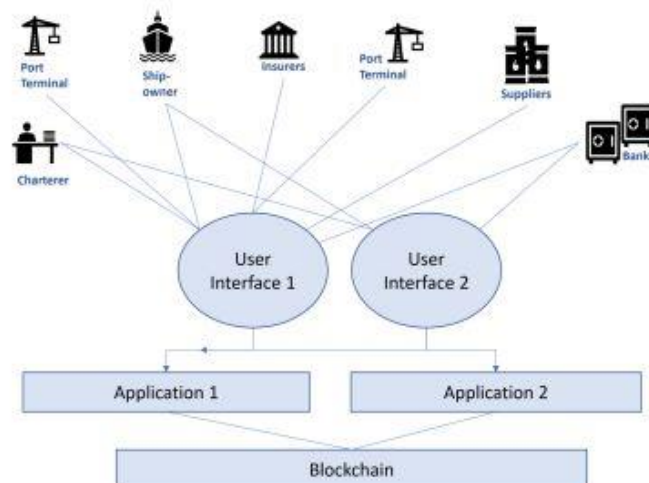 Port
Terminal
Ship-
owner
Insurers
Port
Terminal
Suppliers
Charterer
Bank
User
Interface 1
User
Interface 2
Application 1
Application 2
Blockchain